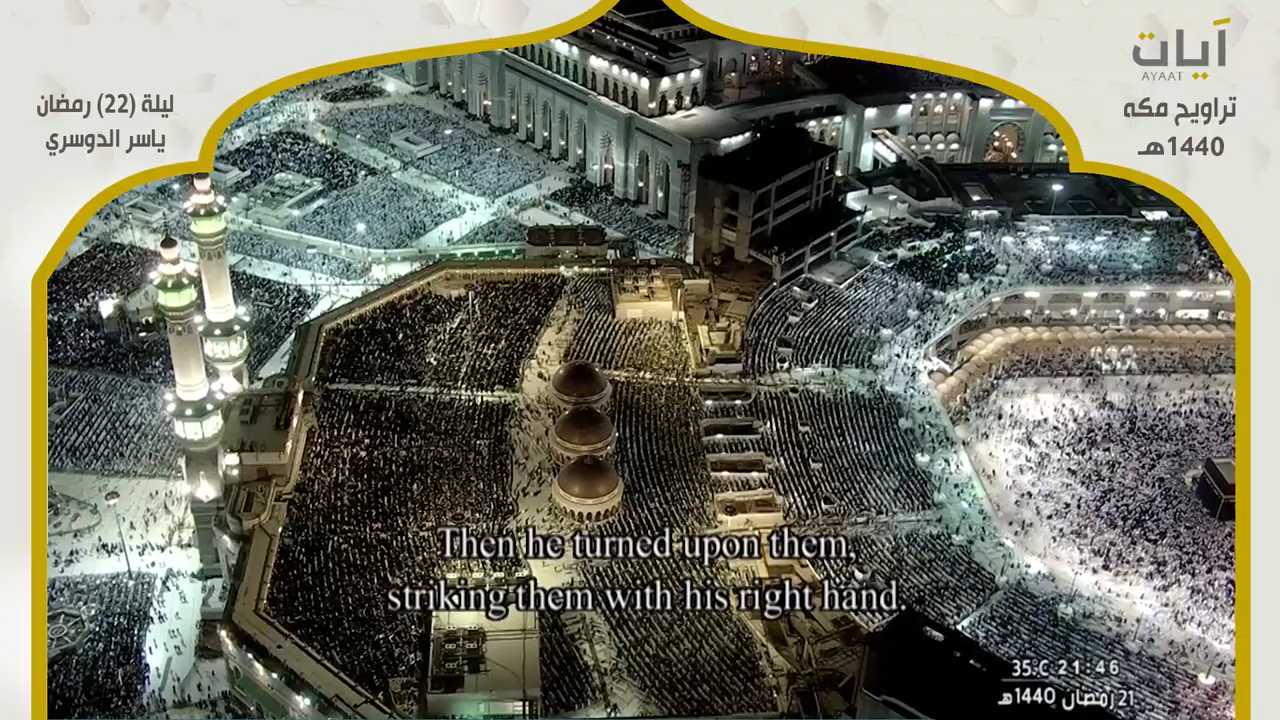 آيات
AYAAT
تراويح مكه
1440هـ
ليلة (22) رمضان
ياسر الدوسري
Then he turned upon them,
striking them with his right hand.
35°C 21:46
21 رمضان 1440هـ